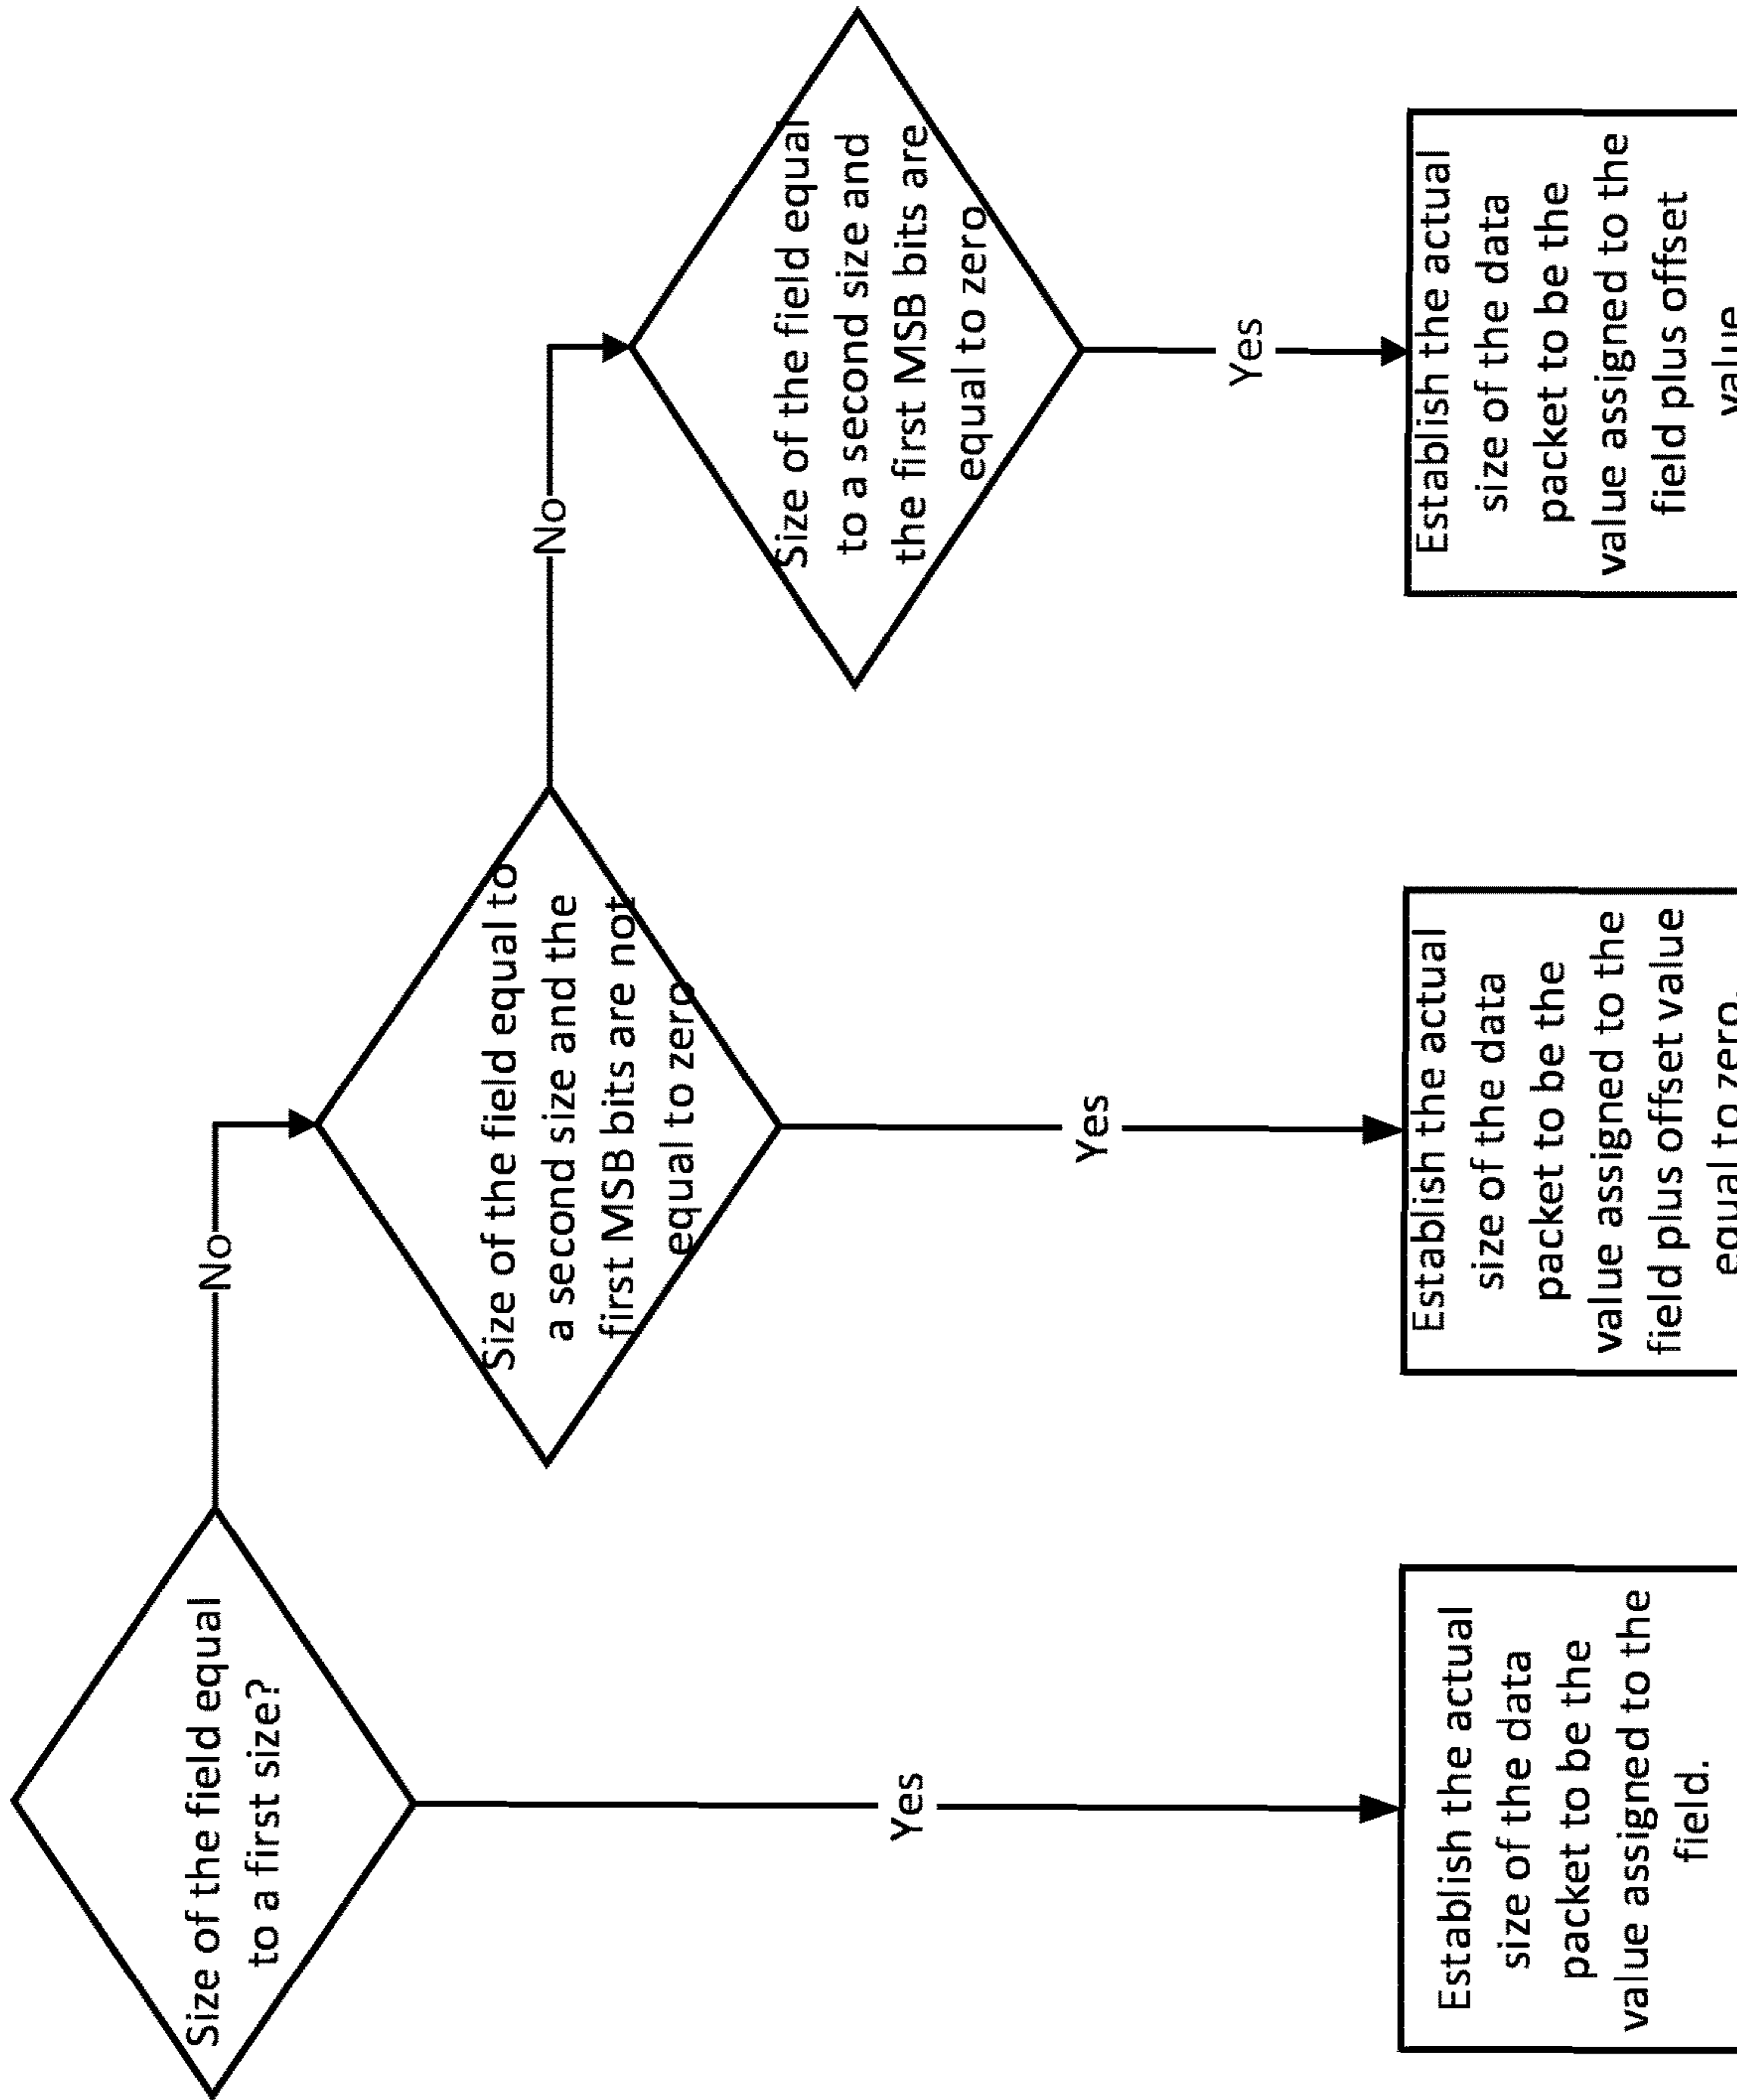 Size of the field equal
to a first size?
No
Yes
Establish the actual
size of the data
packet to be the
value assigned to the
field.
Size of the field equal to
a second size and the
first MSB bits are not
equal to zero
No
Yes
Establish the actual
size of the data
packet to be the
value assigned to the
field plus offset value
equal to zero.
Size of the field equal
to a second size and
the first MSB bits are
equal to zero
Yes
Establish the actual
size of the data
packet to be the
value assigned to the
field plus offset
value